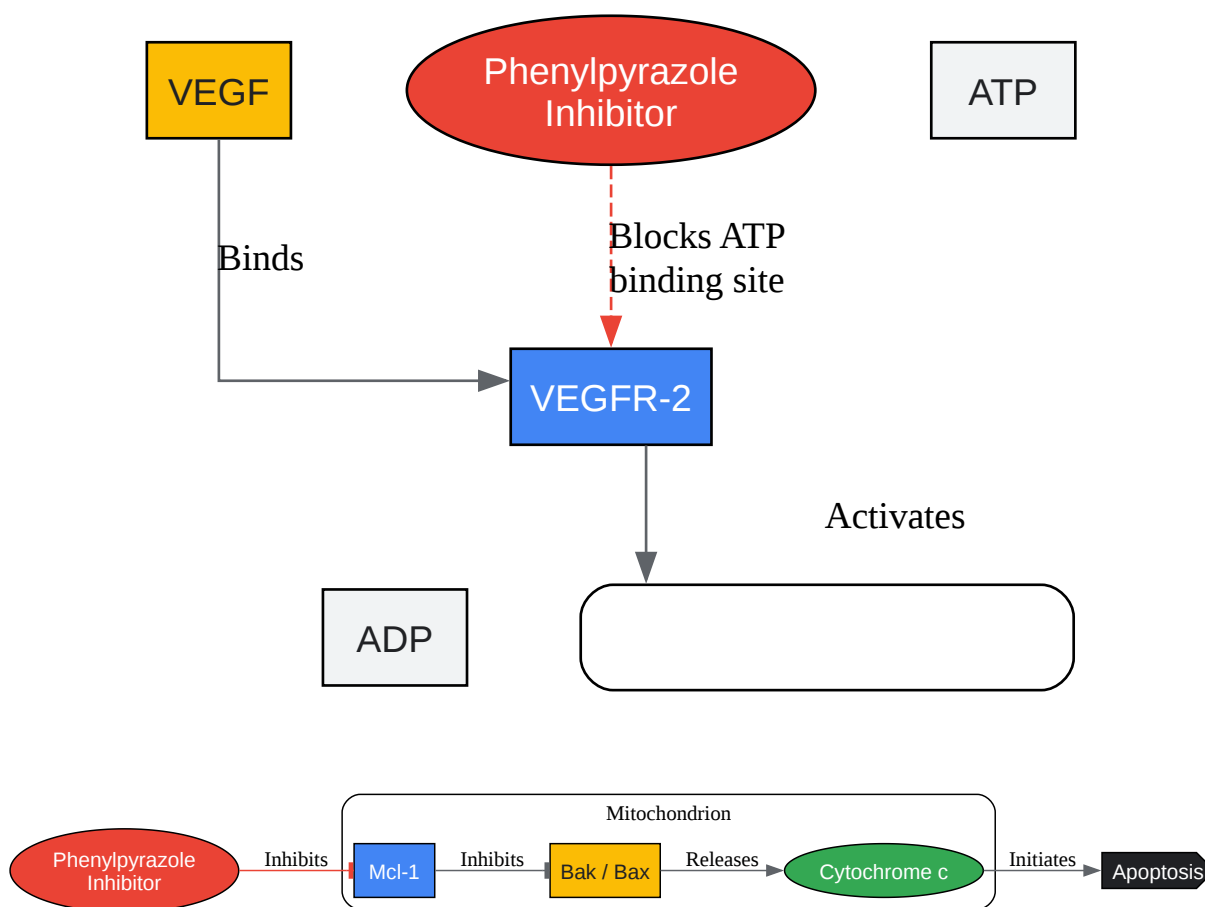 VEGF
Phenylpyrazole
Inhibitor
ATP
Binds
Blocks ATP
binding site
VEGFR-2
Activates
ADP
Mitochondrion
Phenylpyrazole
Inhibitor
Inhibits
Mcl-1
Inhibits
Bak / Bax
Releases
Cytochrome c
Initiates
Apoptosis